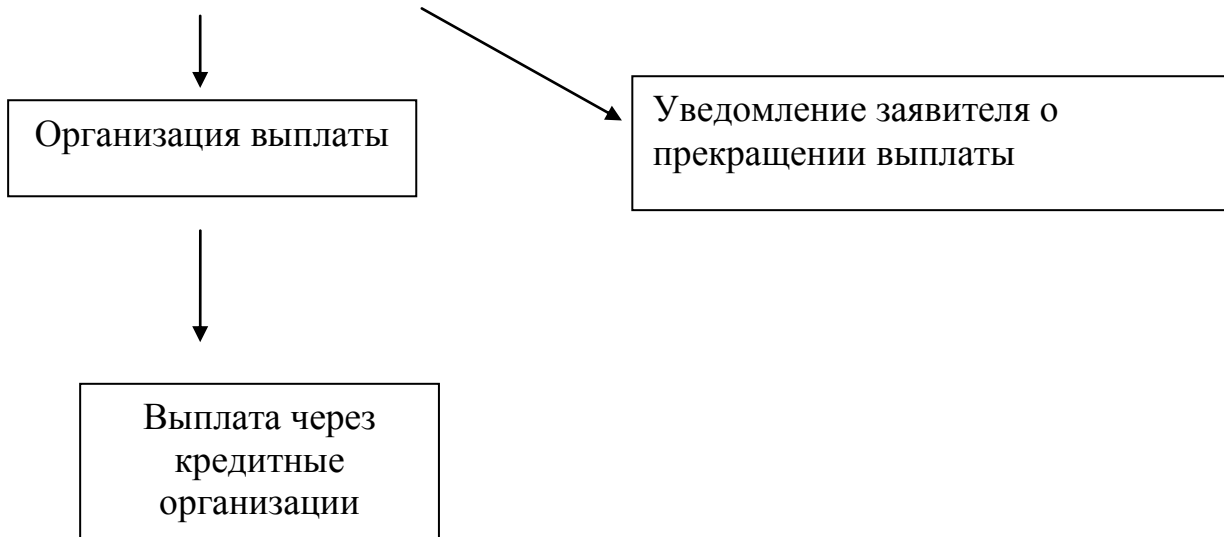 Организация выплаты
Уведомление заявителя о
прекращении выплаты
Выплата через
кредитные
организации